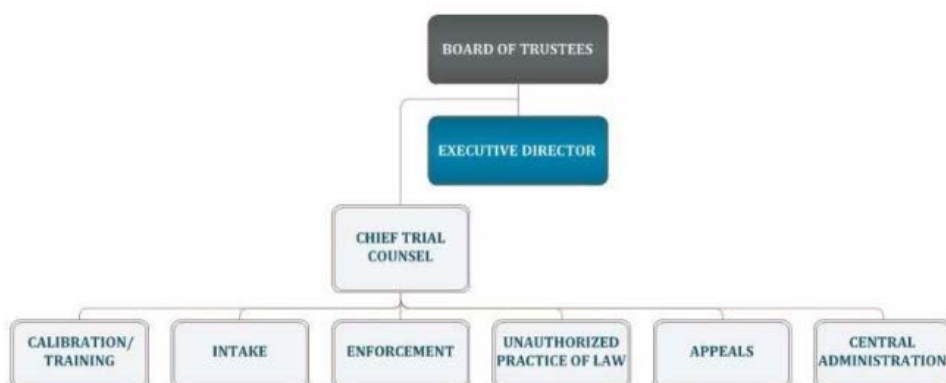 BOARD OF TRUSTEES
EXECUTIVE DIRECTOR
CHIEF TRIAL
COUNSEL
CALIBRATION/
TRAINING
INTAKE
ENFORCEMENT
UNAUTHORIZED
PRACTICE OF LAW
APPEALS
CENTRAL
ADMINISTRATION